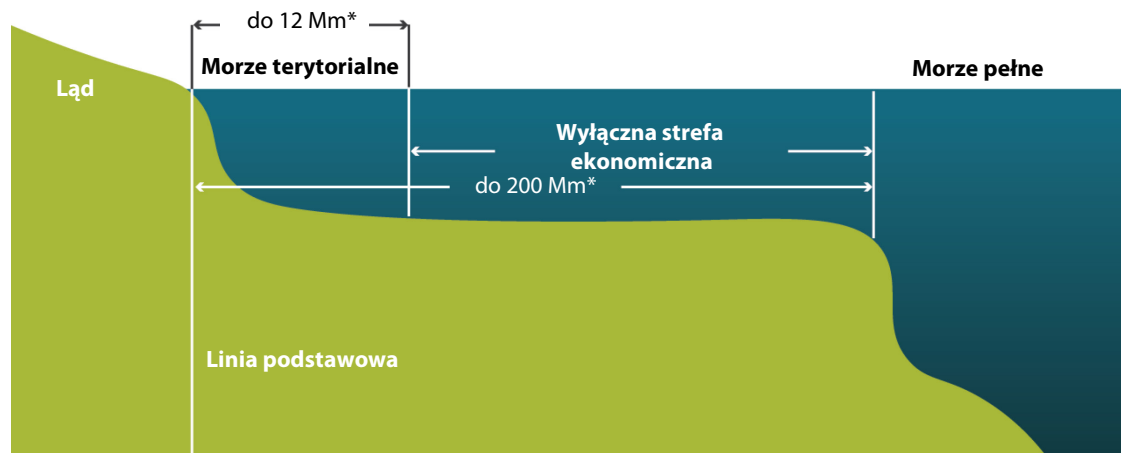 do 12 Mm*
Morze terytorialne
Morze pełne
Ląd
Wyłączna strefa
ekonomiczna
do 200 Mm*
Linia podstawowa